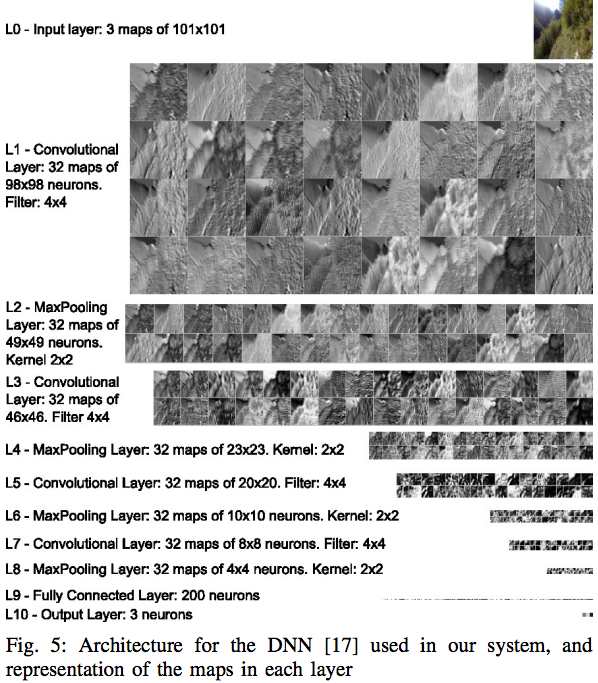 L0 - Input layer: 3 maps of 101x101
L1 - Convolutional
Layer: 32 maps of
98x98 neurons.
Filter: 4x4
L2 - MaxPooling
Layer: 32 maps of
49x49 neurons.
Kernel 2x2
L3 - Convolutional
Layer: 32 maps of
46x46. Filter 4x4
L4 - MaxPooling Layer: 32 maps of 23x23. Kernel: 2x2
L5 - Convolutional Layer: 32 maps of 20x20. Filter: 4x4
L6 - MaxPooling Layer: 32 maps of 10x10 neurons. Kernel: 2x2
L7 - Convolutional Layer: 32 maps of 8x8 neurons. Filter: 4x4
L8 - MaxPooling Layer: 32 maps of 4x4 neurons. Kernel: 2x2
L9 - Fully Connected Layer: 200 neurons
L10 - Output Layer: 3 neurons
Fig. 5: Architecture for the DNN [17] used in our system, and
representation of the maps in each layer